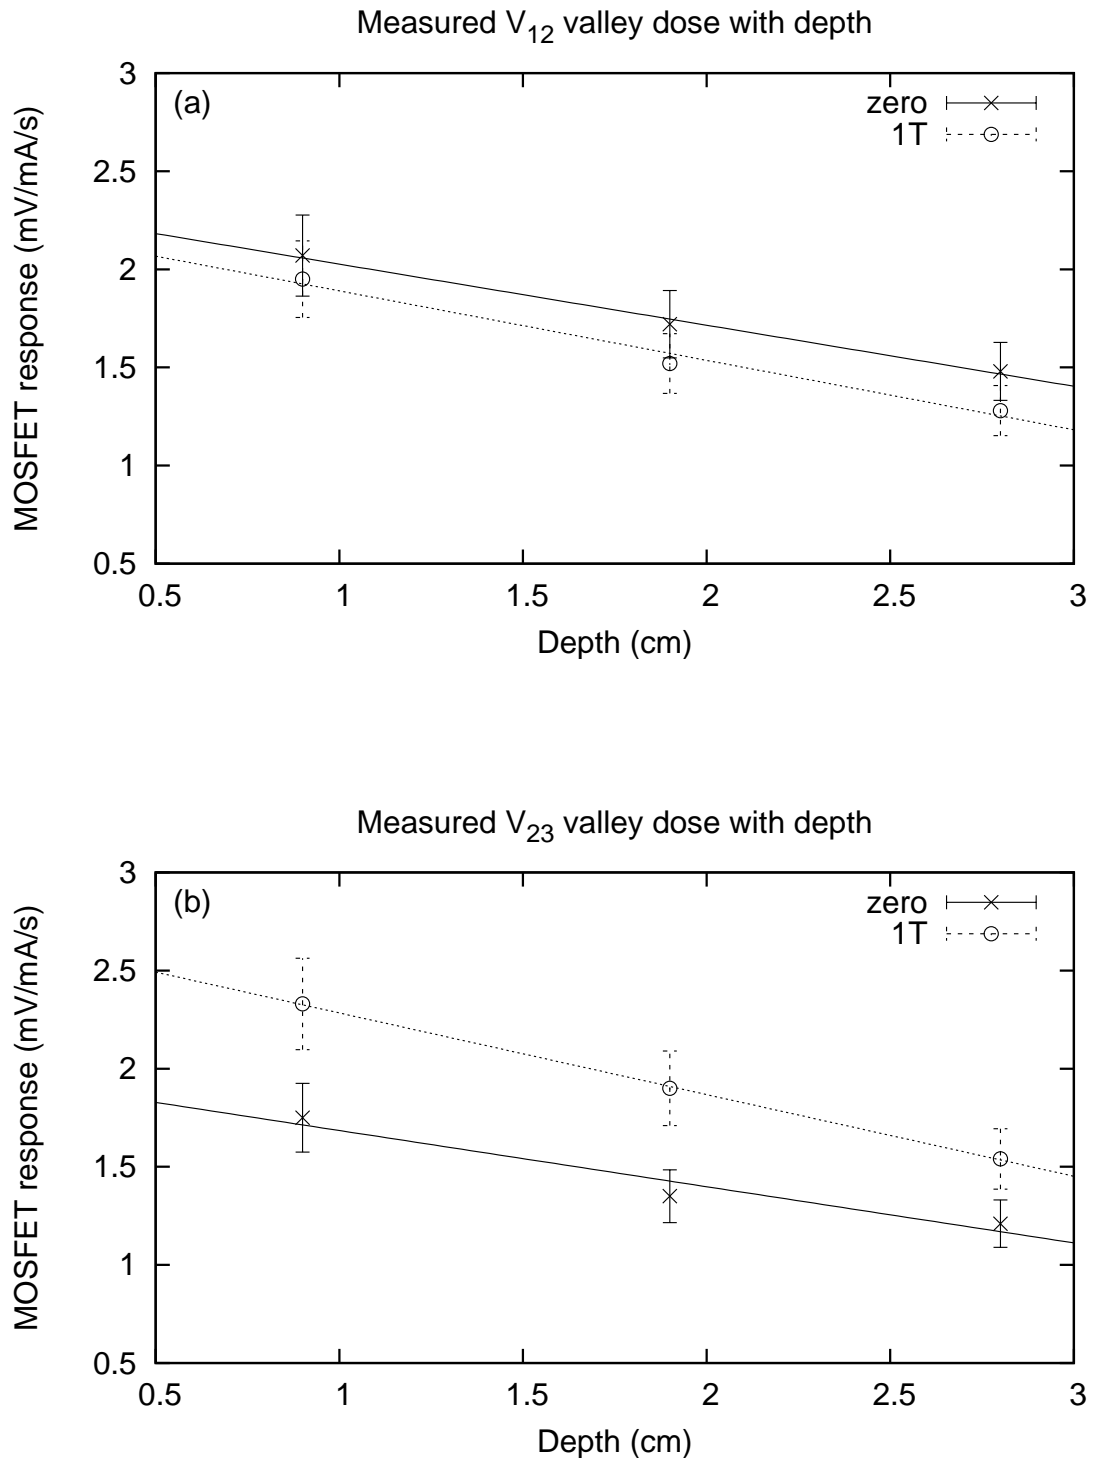 Measured V12 valley dose with depth
(a)
zero
1T
3
2.5
2
1.5
1
0.5
MOSFET response (mV/mA/s)
0.5 1 1.5 2 2.5 3
Depth (cm)
Measured V23 valley dose with depth
(b)
zero
1T
3
2.5
2
1.5
1
0.5
MOSFET response (mV/mA/s)
0.5 1 1.5 2 2.5 3
Depth (cm)